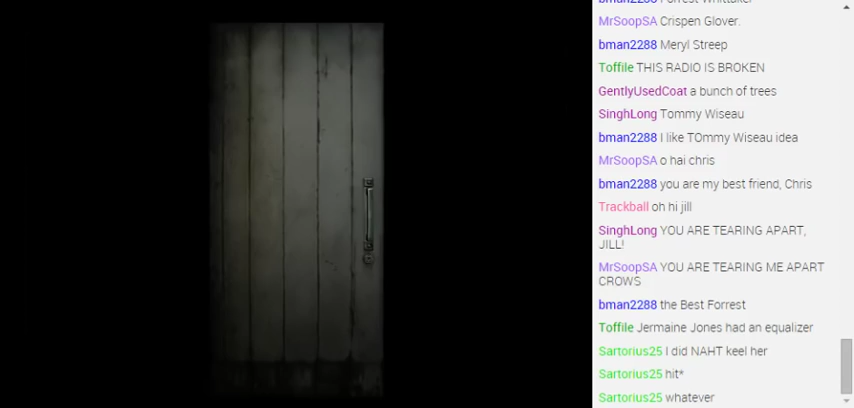 MrSoopSA Crispen Glover.
bman2288 Meryl Streep
Toffile THIS RADIO IS BROKEN
GentlyUsedCoat a bunch of trees
SinghLong Tommy Wiseau
bman2288 I like TOmmy Wiseau idea
MrSoopSA o hai chris
bman2288 you are my best friend, Chris
Trackball oh hi jill
SinghLong YOU ARE TEARING APART,
JILL!
MrSoopSA YOU ARE TEARING ME APART
CROWS
bman2288 the Best Forrest
Toffile Jermaine Jones had an equalizer
Sartorius25 I did NAHT keel her
Sartorius25 hit*
Sartorius25 whatever